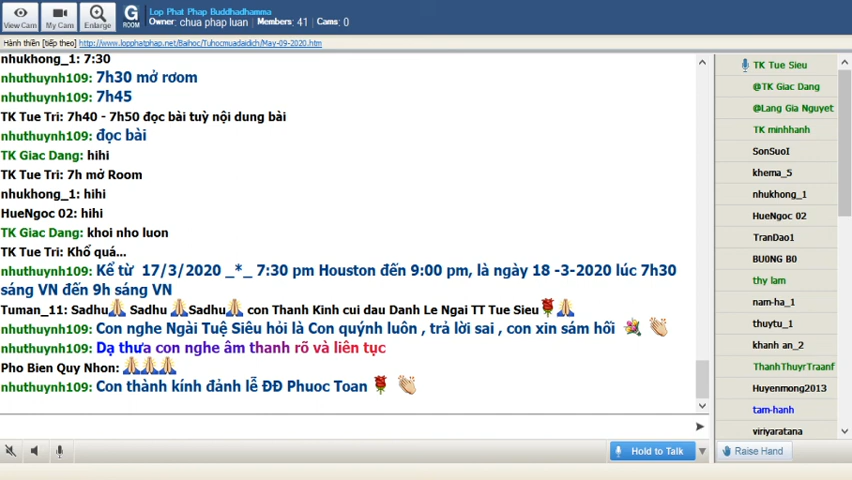 Lop Phat Phap Buddhadhamma
Owner: chua phap luan Members: 41 Cams: 0
View Cam My Cam Enlarge G ROOM
Hành thiền [tiếp theo] http://www.lopphatphap.net/Baihoc/Tuhocmuadaidich/May-09-2020.htm
nhukhong_1: 7:30
nhuthuynh109: 7h30 mở rơom
nhuthuynh109: 7h45
TK Tue Tri: 7h40 - 7h50 đọc bài tuỳ nội dung bài
nhuthuynh109: đọc bài
TK Giac Dang: hihi
TK Tue Tri: 7h mở Room
nhukhong_1: hihi
HueNgoc 02: hihi
TK Giac Dang: khoi nho luon
TK Tue Tri: Khổ quá...
nhuthuynh109: Kể từ 17/3/2020 _*_ 7:30 pm Houston đến 9:00 pm, là ngày 18 -3-2020 lúc 7h30
sáng VN đến 9h sáng VN
Tuman_11: Sadhu🙏 Sadhu 🙏Sadhu🙏 con Thanh Kinh cui dau Danh Le Ngai TT Tue Sieu🌹🙏
nhuthuynh109: Con nghe Ngài Tuệ Siêu hỏi là Con quýnh luôn , trả lời sai , con xin sám hối 💐 👏
nhuthuynh109: Dạ thưa con nghe âm thanh rõ và liên tục
Pho Bien Quy Nhon: 🙏🙏🙏
nhuthuynh109: Con thành kính đảnh lễ ĐĐ Phuoc Toan 🌹 👏
TK Tue Sieu
@TK Giac Dang
@Lang Gia Nguyet
TK minhhanh
SonSuoI
khema_5
nhukhong_1
HueNgoc 02
TranDao1
BU0NG B0
thy lam
nam-ha_1
thuytu_1
khanh an_2
ThanhThuyrTraanf
Huyenmong2013
tam-hanh
viriyaratana
Hold to Talk
Raise Hand